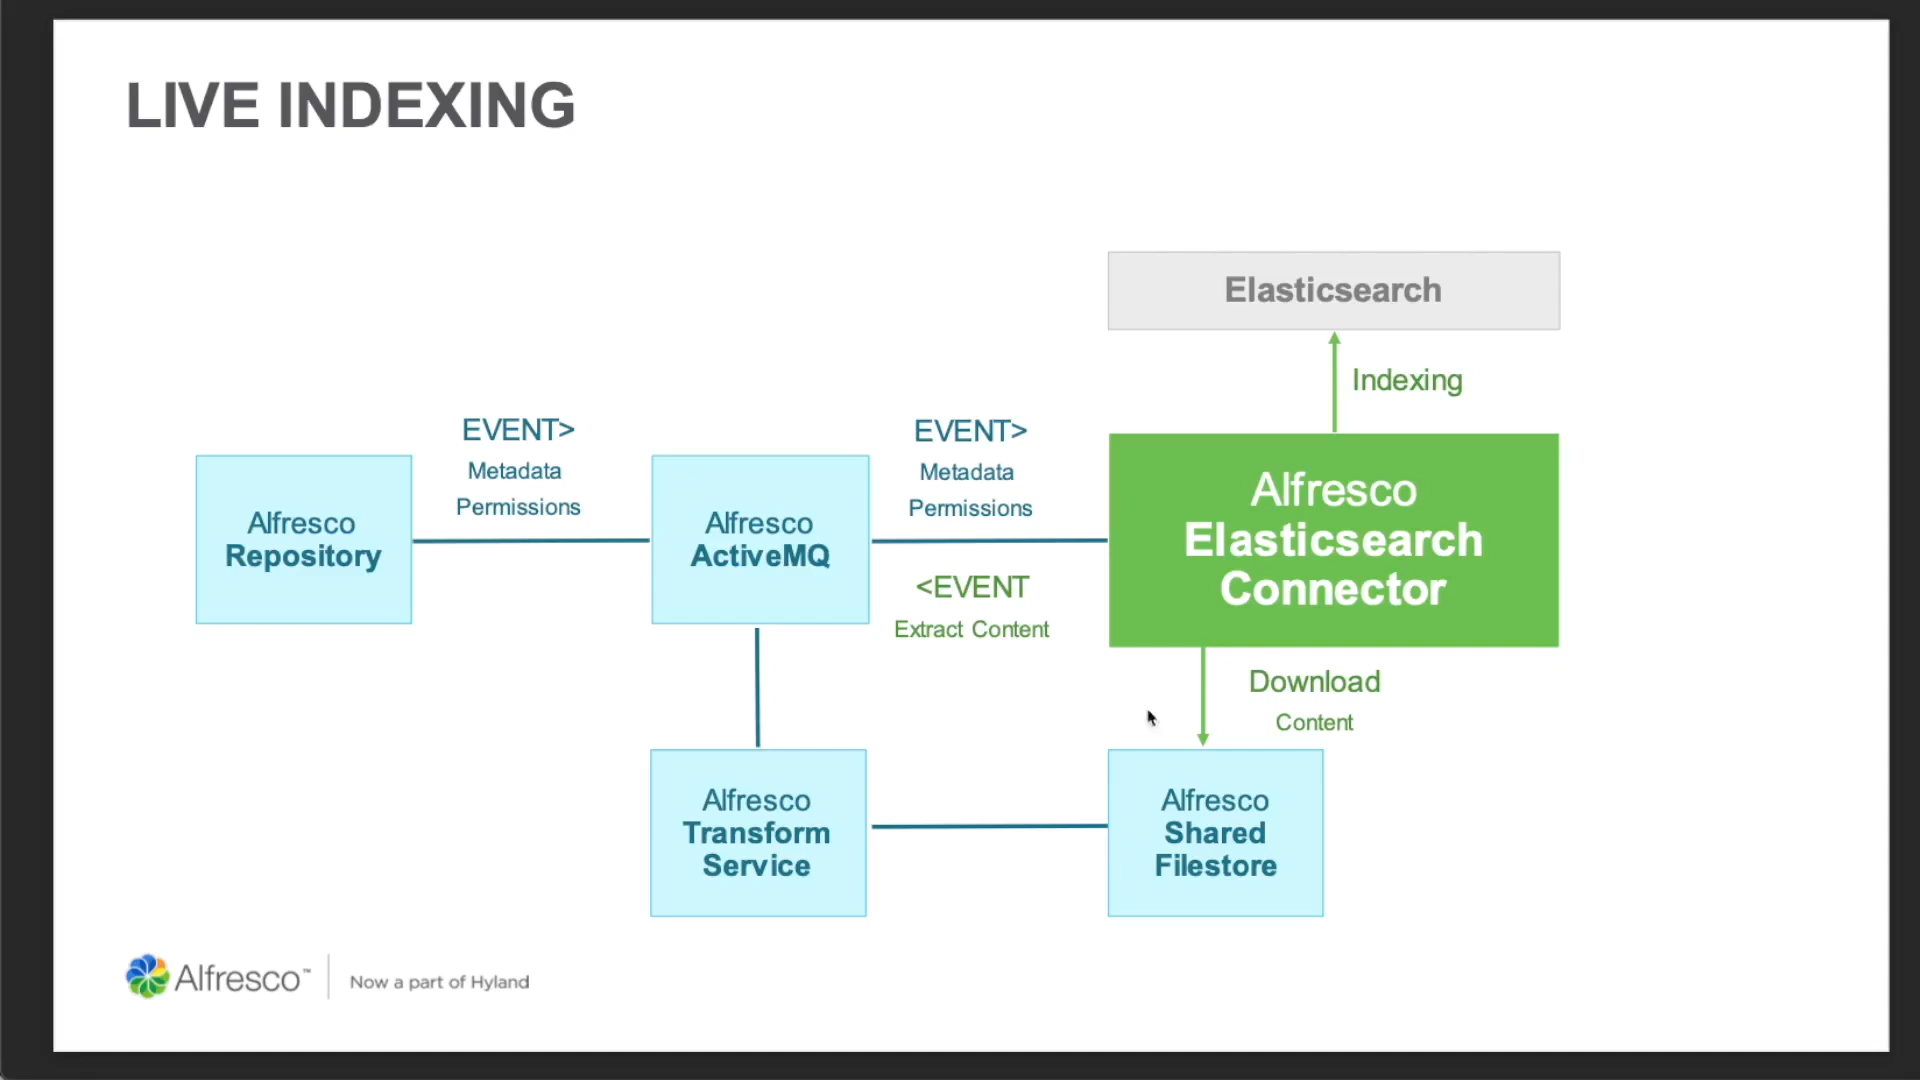 LIVE INDEXING
Elasticsearch
Indexing
EVENT>
Metadata
Permissions
EVENT>
Metadata
Permissions
Alfresco
Repository
Alfresco
ActiveMQ
Alfresco
Elasticsearch
Connector
<EVENT
Extract Content
Download
Content
Alfresco
Transform
Service
Alfresco
Shared
Filestore
Alfresco™
Now a part of Hyland